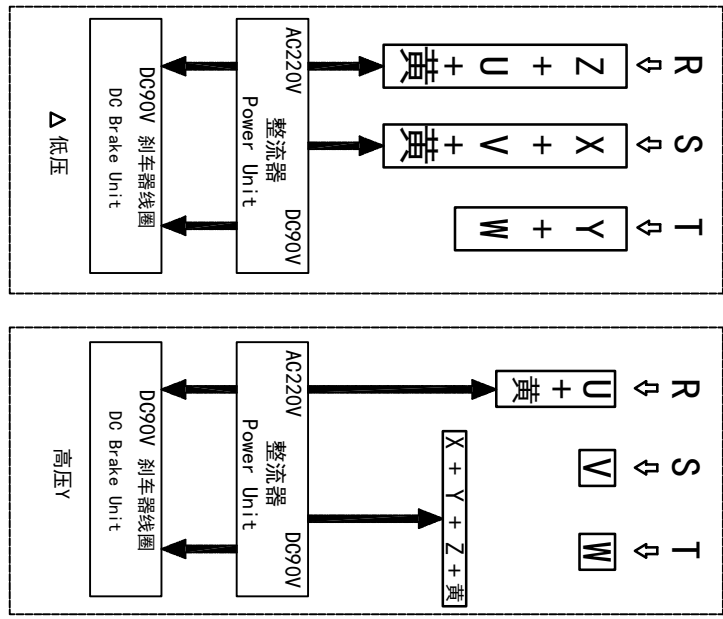 R S T
Z + U + 黄
X + V + 黄
Y + W
AC220V 整流器 DC90V
Power Unit
DC90V 刹车器线圈
DC Brake Unit
△ 低压
R S T
U + 黄
V
W
X + Y + Z + 黄
AC220V 整流器 DC90V
Power Unit
DC90V 刹车器线圈
DC Brake Unit
高压Y